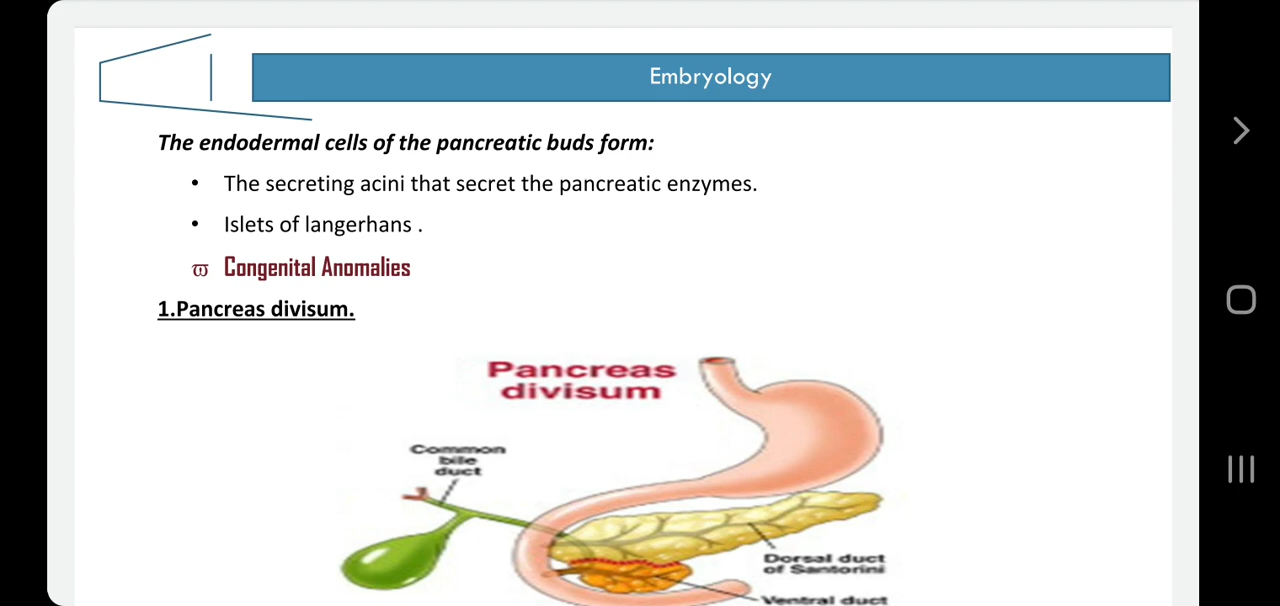 Embryology
The endodermal cells of the pancreatic buds form:
• The secreting acini that secret the pancreatic enzymes.
• Islets of langerhans .
ϖ Congenital Anomalies
1.Pancreas divisum.
Pancreas
divisum
Common
bile
duct
Dorsal duct
of Santorini
Ventral duct